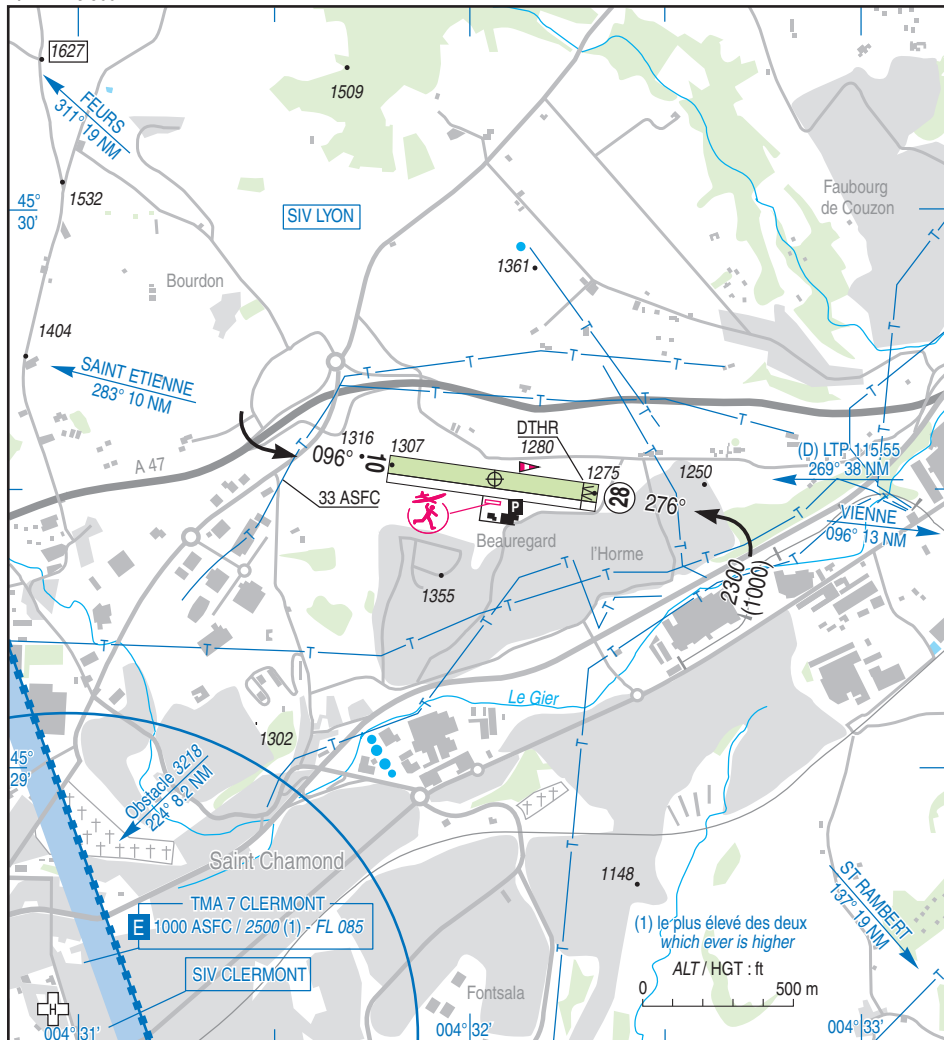 1627
1509
FEURS
311° 19 NM
1532
45°
30'
SIV LYON
Faubourg
de Couzon
1361
Bourdon
1404
SAINT ETIENNE
283° 10 NM
A 47
096°
1316
10
1307
DTHR
1280
1275
28
276°
1250
(D) LTP 115.55
269° 38 NM
VIENNE
096° 13 NM
33 ASFC
P
Beauregard
l'Horme
1355
2300
(1000)
T
Le Gier
1302
45°
29'
Obstacle 3218
224° 8.2 NM
Saint Chamond
1148
ST RAMBERT
137° 19 NM
TMA 7 CLERMONT
E 1000 ASFC / 2500 (1) - FL 085
SIV CLERMONT
(1) le plus élevé des deux
which ever is higher
ALT / HGT : ft
0 500 m
Fontsala
H
004° 31'
004° 32'
004° 33'